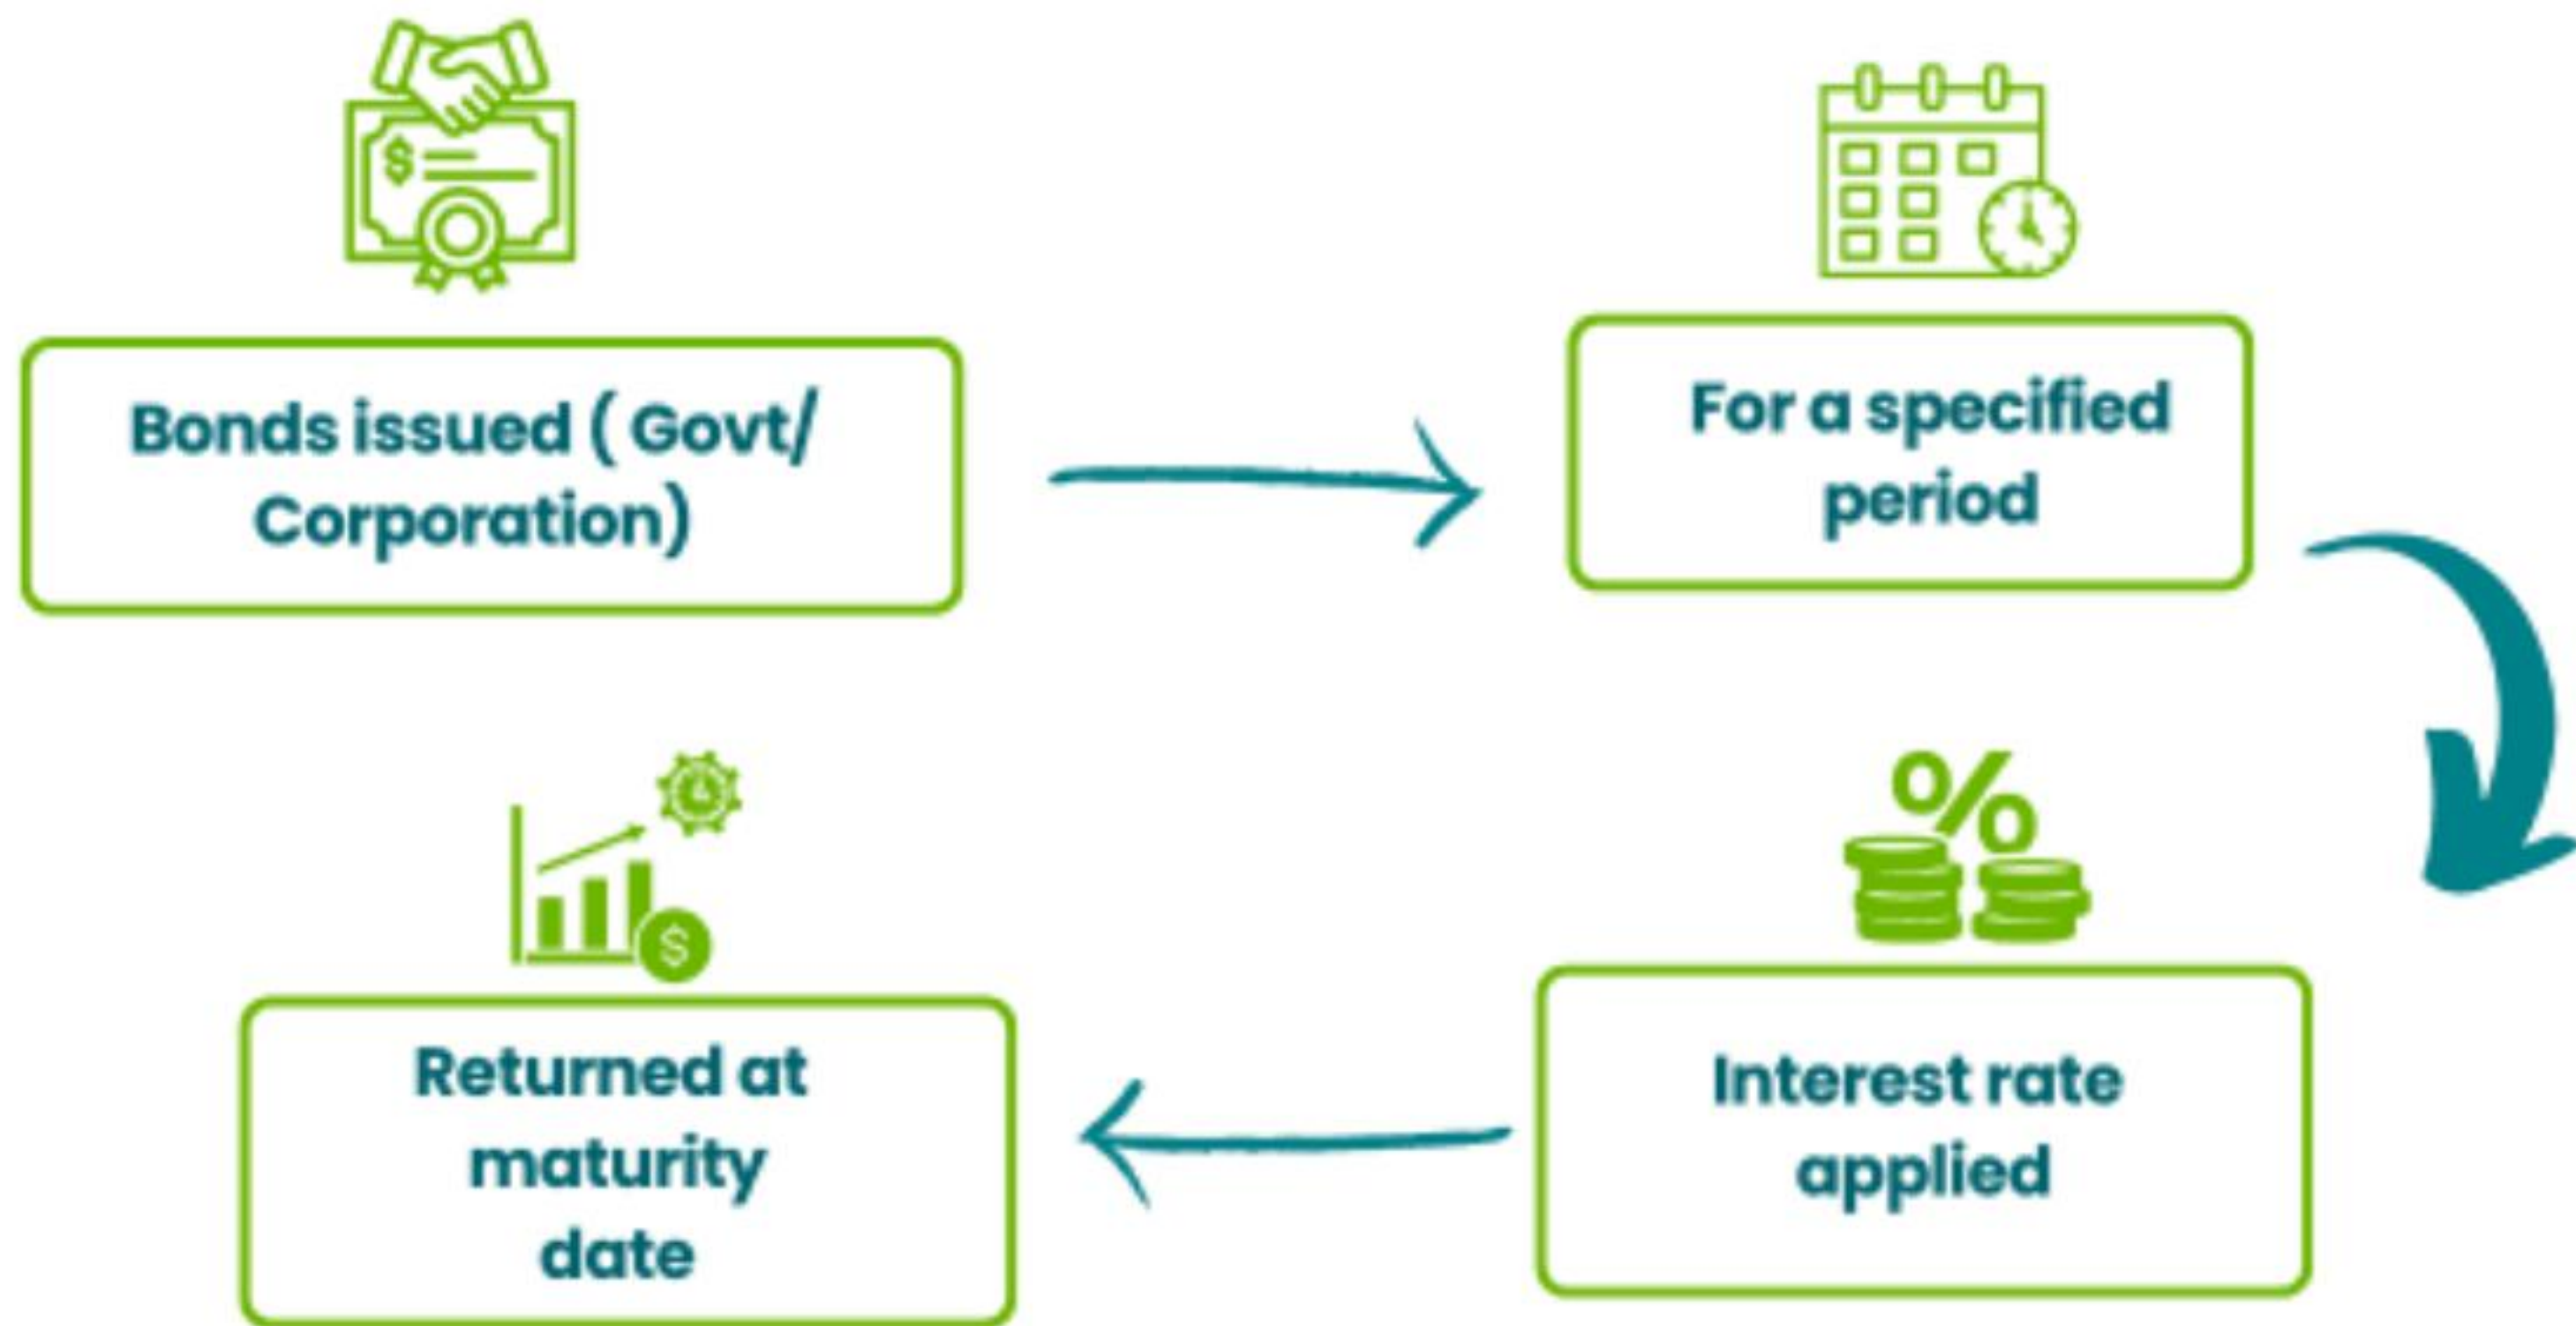 Bonds issued ( Govt/
Corporation)
For a specified
period
Interest rate
applied
Returned at
maturity
date